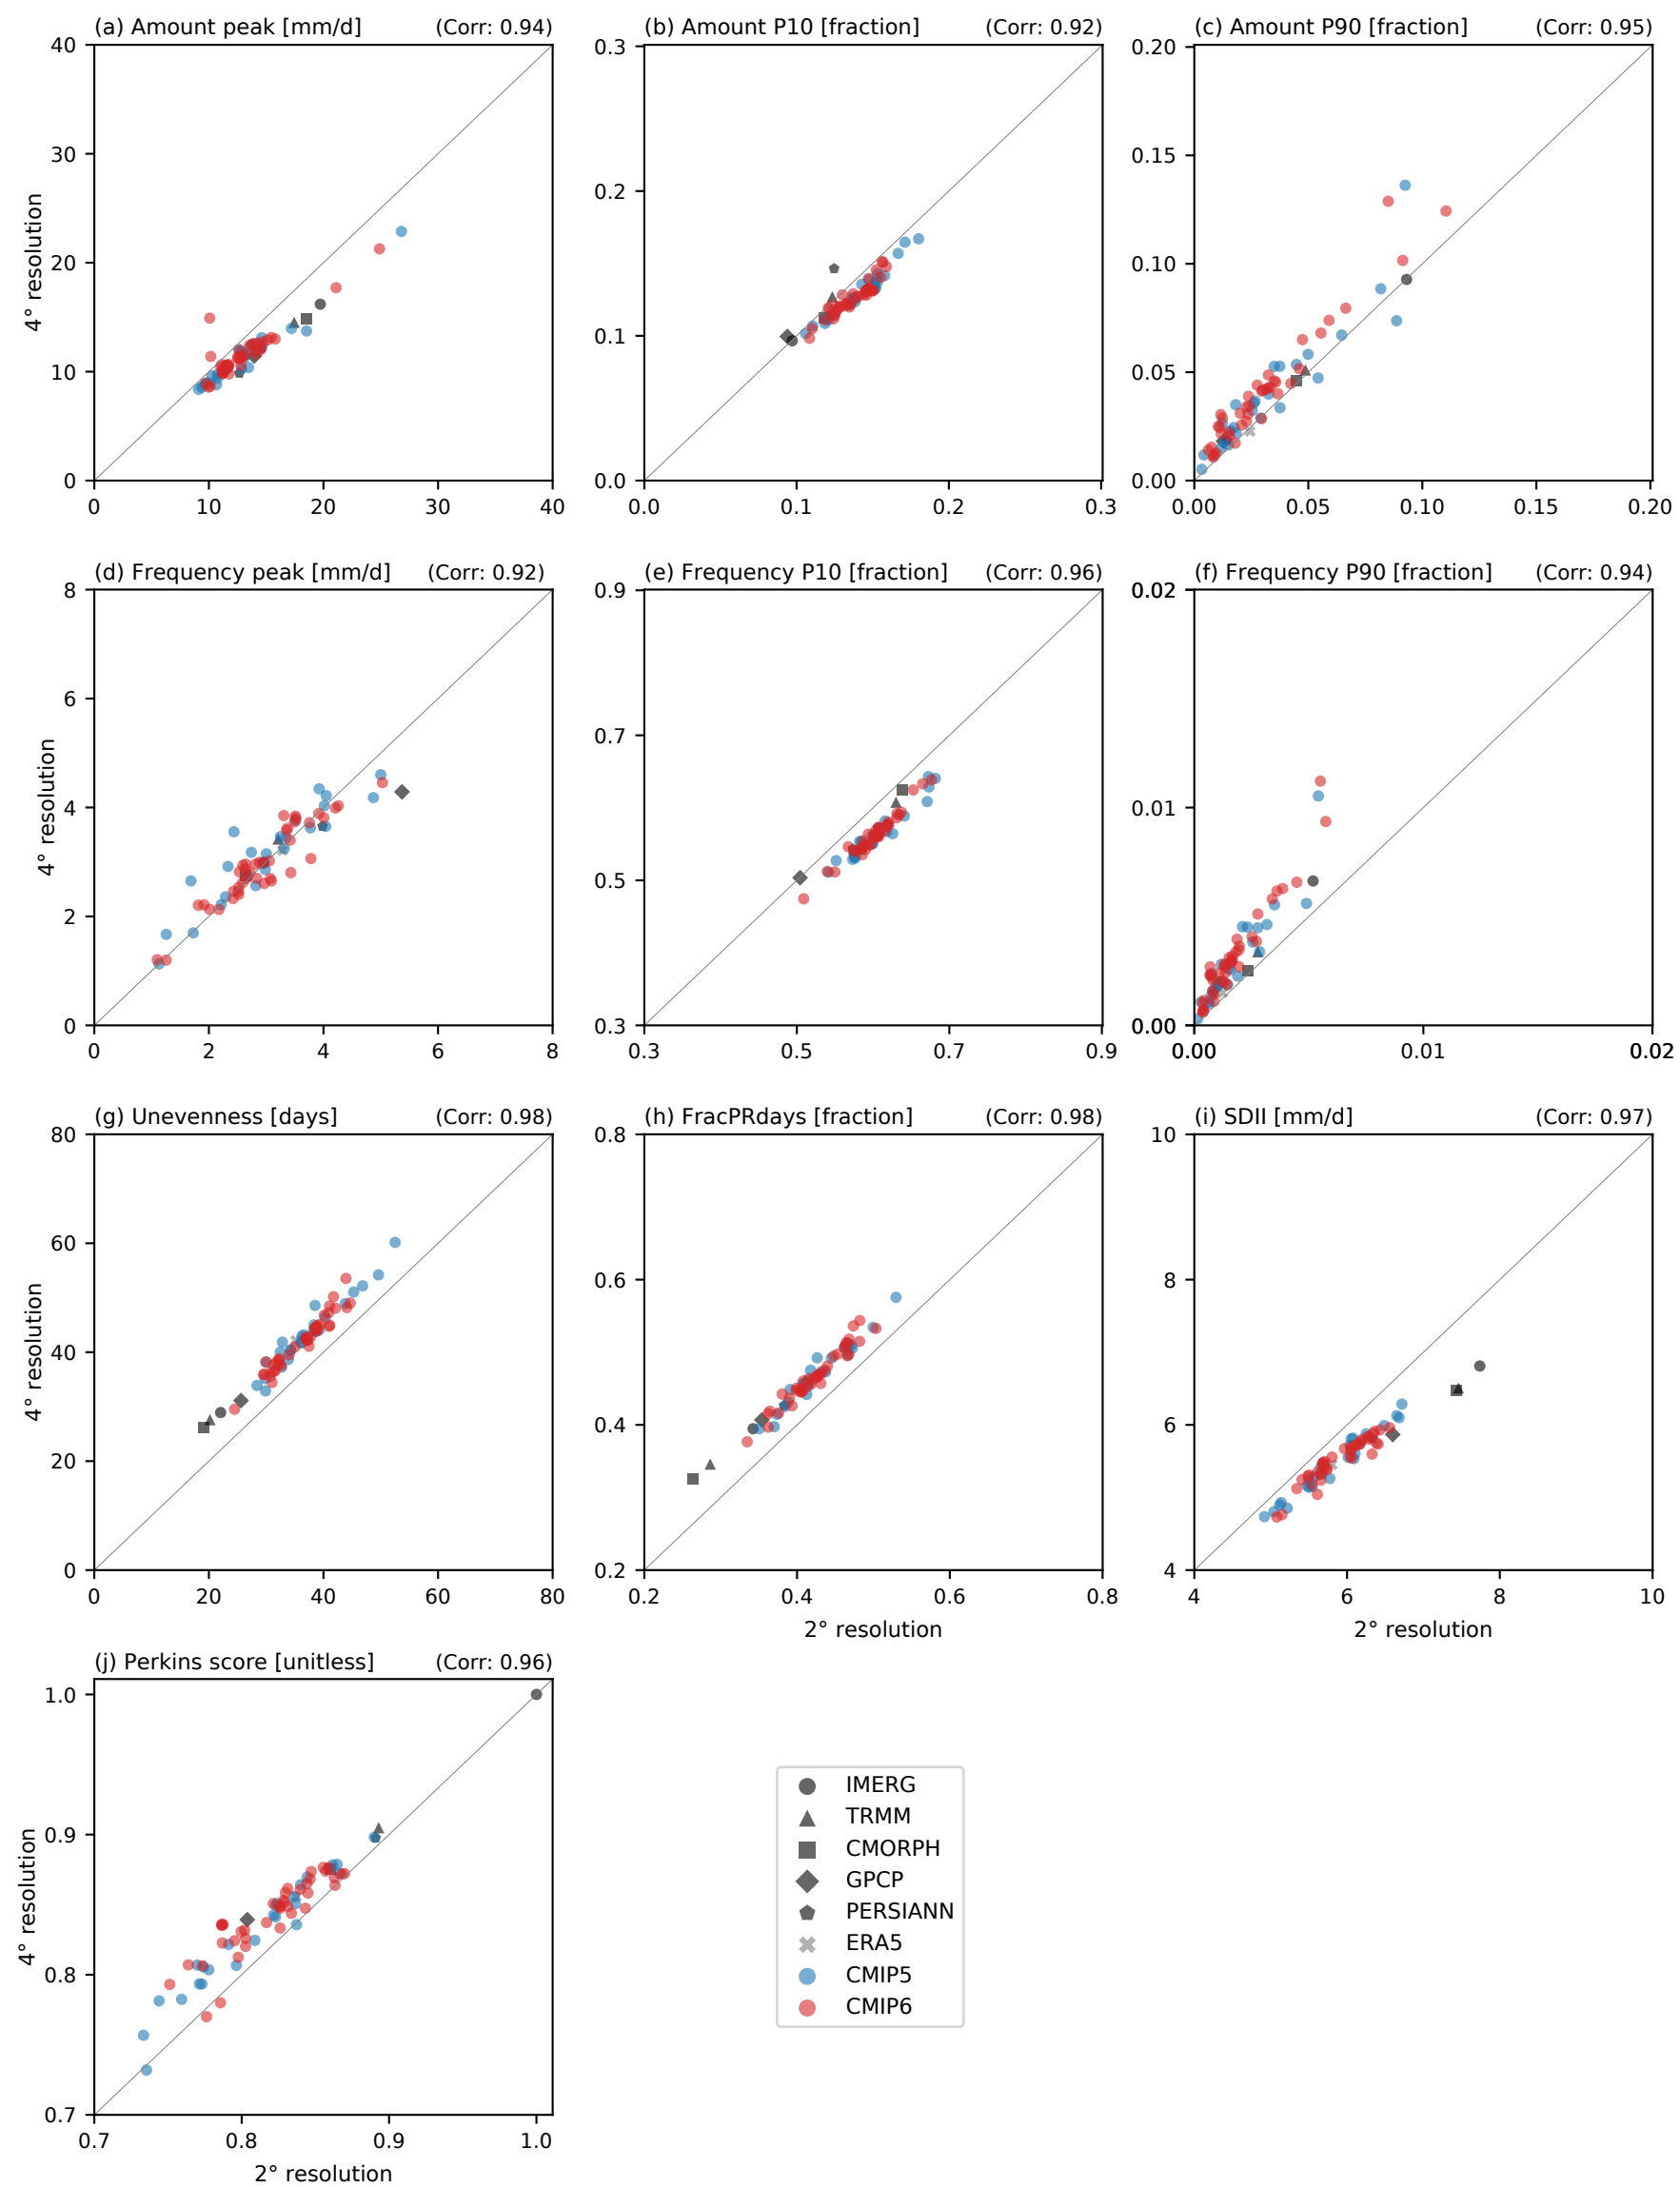 (a) Amount peak [mm/d] (Corr: 0.94) (b) Amount P10 [fraction] (Corr: 0.92) (c) Amount P90 [fraction] (Corr: 0.95)
40 0.3 0.20
30 0.15
0.2
20 0.10
0.1
10 0.05
0 0.0 0.00
4° resolution
0 10 20 30 40 0.0 0.1 0.2 0.3 0.00 0.05 0.10 0.15 0.20
(d) Frequency peak [mm/d] (Corr: 0.92) (e) Frequency P10 [fraction] (Corr: 0.96) (f) Frequency P90 [fraction] (Corr: 0.94)
8 0.9 0.02
6 0.7
4 0.01
2 0.5
0 0.3 0.00
4° resolution
0 2 4 6 8 0.3 0.5 0.7 0.9 0.00 0.01 0.02
(g) Unevenness [days] (Corr: 0.98) (h) FracPRdays [fraction] (Corr: 0.98) (i) SDII [mm/d] (Corr: 0.97)
80 0.8 10
60 0.6 8
40
20 0.4 6
0 0.2 4
4° resolution
0 20 40 60 80 0.2 0.4 0.6 0.8 4 6 8 10
2° resolution 2° resolution
(j) Perkins score [unitless] (Corr: 0.96)
1.0
0.9
0.8
0.7
4° resolution
0.7 0.8 0.9 1.0
2° resolution
IMERG
TRMM
CMORPH
GPCP
PERSIANN
ERA5
CMIP5
CMIP6